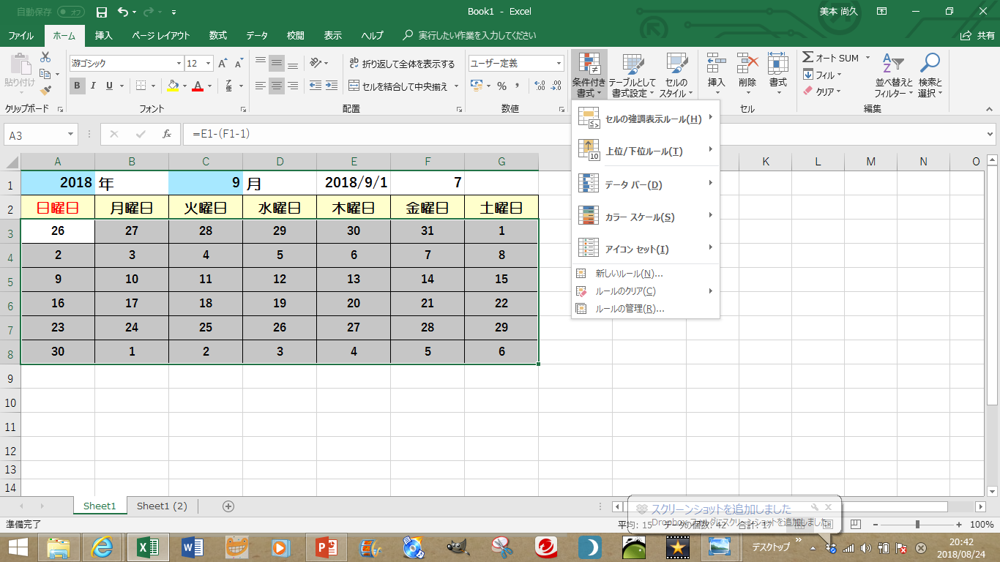 自動保存 オフ
Book1 - Excel
美本 尚久
ファイル ホーム 挿入 ページ レイアウト 数式 データ 校閲 表示 ヘルプ 実行したい作業を入力してください 共有
貼り付け
游ゴシック 12 A A
B I U A
ab 折り返して全体を表示する
セルを結合して中央揃え
ユーザー定義
% ,
条件付き書式 テーブルとして書式設定 セルのスタイル
挿入 削除 書式
Σ オート SUM
フィル
クリア
並べ替えとフィルター 検索と選択
クリップボード フォント 配置 数値 セル 編集
A3 fx =E1-(F1-1)
A B C D E F G K L M N O
1 2018 年 9 月 2018/9/1 7
2 日曜日 月曜日 火曜日 水曜日 木曜日 金曜日 土曜日
3 26 27 28 29 30 31 1
4 2 3 4 5 6 7 8
5 9 10 11 12 13 14 15
6 16 17 18 19 20 21 22
7 23 24 25 26 27 28 29
8 30 1 2 3 4 5 6
9
10
11
12
13
14
セルの強調表示ルール(H)
上位/下位ルール(T)
データ バー(D)
カラー スケール(S)
アイコン セット(I)
新しいルール(N)...
ルールのクリア(C)
ルールの管理(R)...
Sheet1 Sheet1 (2)
スクリーンショットを追加しました
Dropbox フォルダにスクリーンショットを追加しました
準備完了
平均: 15 データの個数: 42 合計: 17
100%
デスクトップ
20:42
2018/08/24